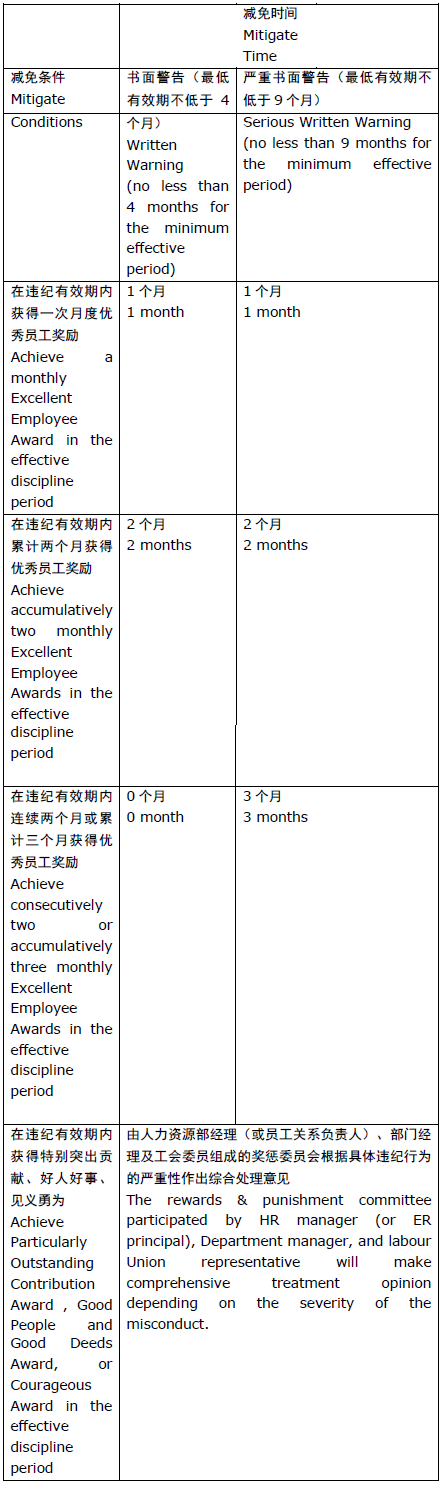 减免时间
Mitigate
Time
减免条件
Mitigate
书面警告（最低
有效期不低于 4
严重书面警告（最低有效期不
低于 9 个月）
Conditions
个月）
Written
Warning
(no less than
4 months for
the minimum
effective
period)
Serious Written Warning
(no less than 9 months for
the minimum effective
period)
在违纪有效期内
获得一次月度优
秀员工奖励
Achieve a
monthly
Excellent
Employee
Award in the
effective
discipline
period
1 个月
1 month
1 个月
1 month
在违纪有效期内
累计两个月获得
优秀员工奖励
Achieve
accumulatively
two monthly
Excellent
Employee
Awards in the
effective
discipline
period
2 个月
2 months
2 个月
2 months
在违纪有效期内
连续两个月或累
计三个月获得优
秀员工奖励
Achieve
consecutively
two or
accumulatively
three monthly
Excellent
Employee
Awards in the
effective
discipline
period
0 个月
0 month
3 个月
3 months
在违纪有效期内
获得特别突出贡
献、好人好事、
见义勇为
Achieve
Particularly
Outstanding
Contribution
Award , Good
People and
Good Deeds
Award, or
Courageous
Award in the
effective
discipline
period
由人力资源部经理（或员工关系负责人）、部门经
理及工会委员组成的奖惩委员会根据具体违纪行为
的严重性作出综合处理意见
The rewards & punishment committee
participated by HR manager (or ER
principal), Department manager, and labour
Union representative will make
comprehensive treatment opinion
depending on the severity of the
misconduct.